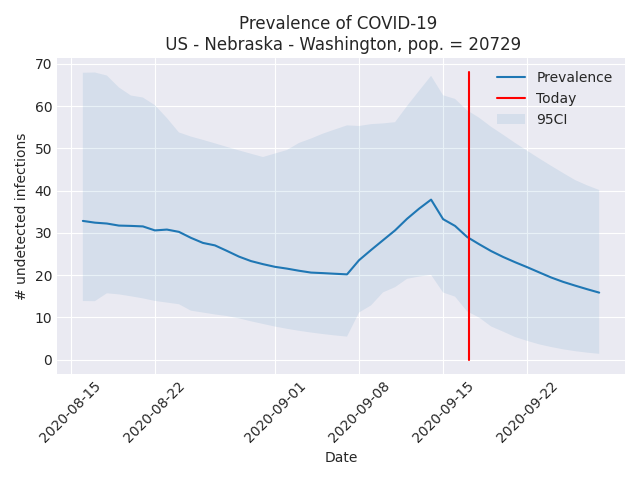 Prevalence of COVID-19
US - Nebraska - Washington, pop. = 20729
70
60
50
40
30
20
10
0
# undetected infections
Prevalence
Today
95CI
2020-08-15
2020-08-22
2020-09-01
2020-09-08
2020-09-15
2020-09-22
Date